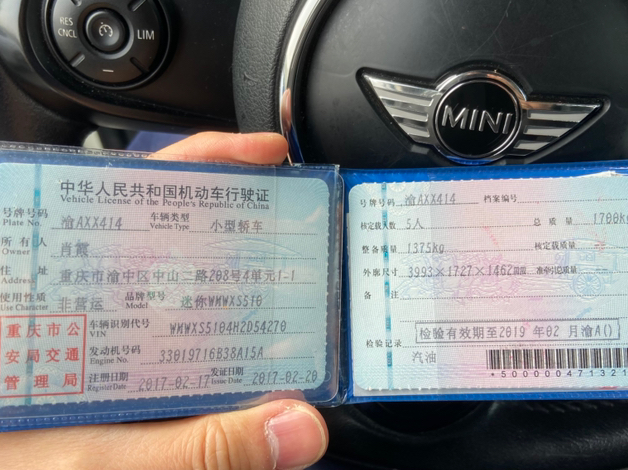 RES
CNCL
LIM
MINI
中华人民共和国机动车行驶证
Vehicle License of the People's Republic of China
号牌号码 渝AXX414 车辆类型 小型轿车
Plate No. Vehicle Type
所有人 肖霞
Owner
住址 重庆市渝中区中山二路208号4单元1-1
Address
使用性质 非营运 品牌型号 迷你WMWXS510
Use Character Model
重庆市公
安局交通
管理局
车辆识别代号 WMWXS5104H2D54270
VIN
发动机号码 33019716B38A15A
Engine No.
注册日期 2017-02-17 发证日期 2017-02-20
Register Date Issue Date
号牌号码 渝AXX414 档案编号
核定载人数 5人 总质量 1700kg
整备质量 1375kg 核定载质量
外廓尺寸 3993×1727×1462mm 准牵引总质量
备注
检验有效期至2019年02月渝A()
检验记录
汽油
*5000000471321